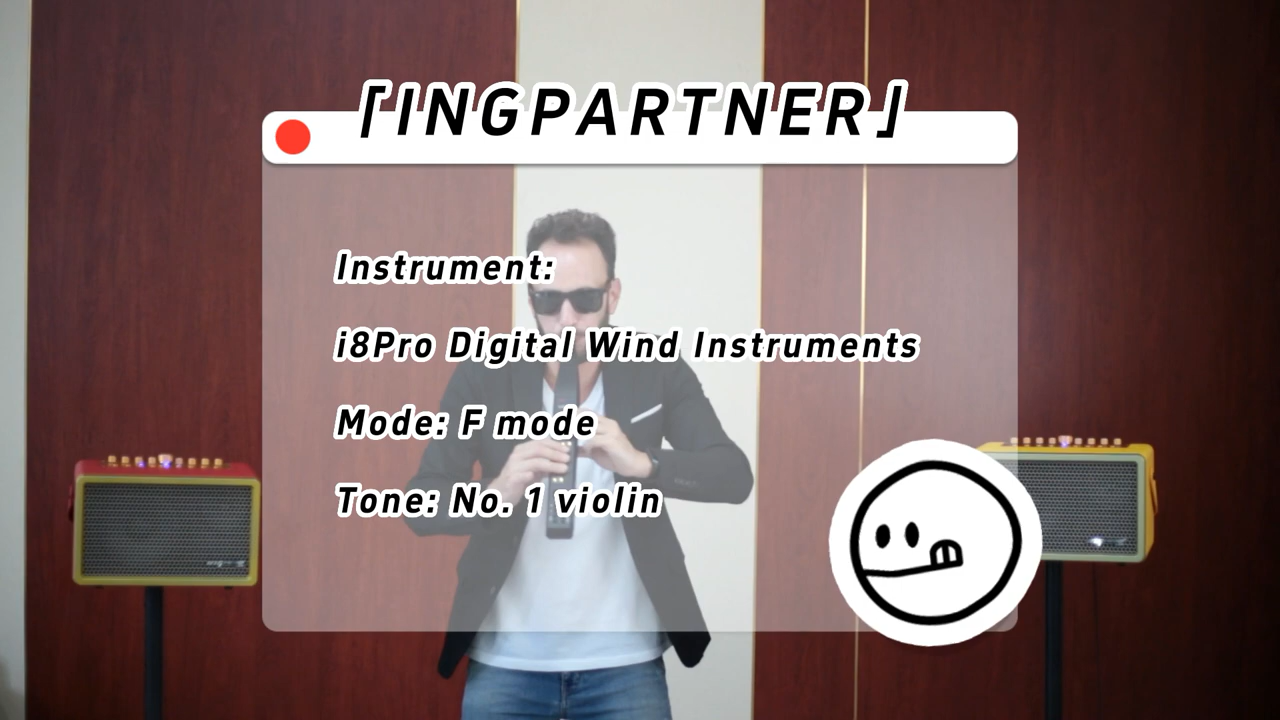 「INGPARTNER」
Instrument:
i8Pro Digital Wind Instruments
Mode: F mode
Tone: No. 1 violin